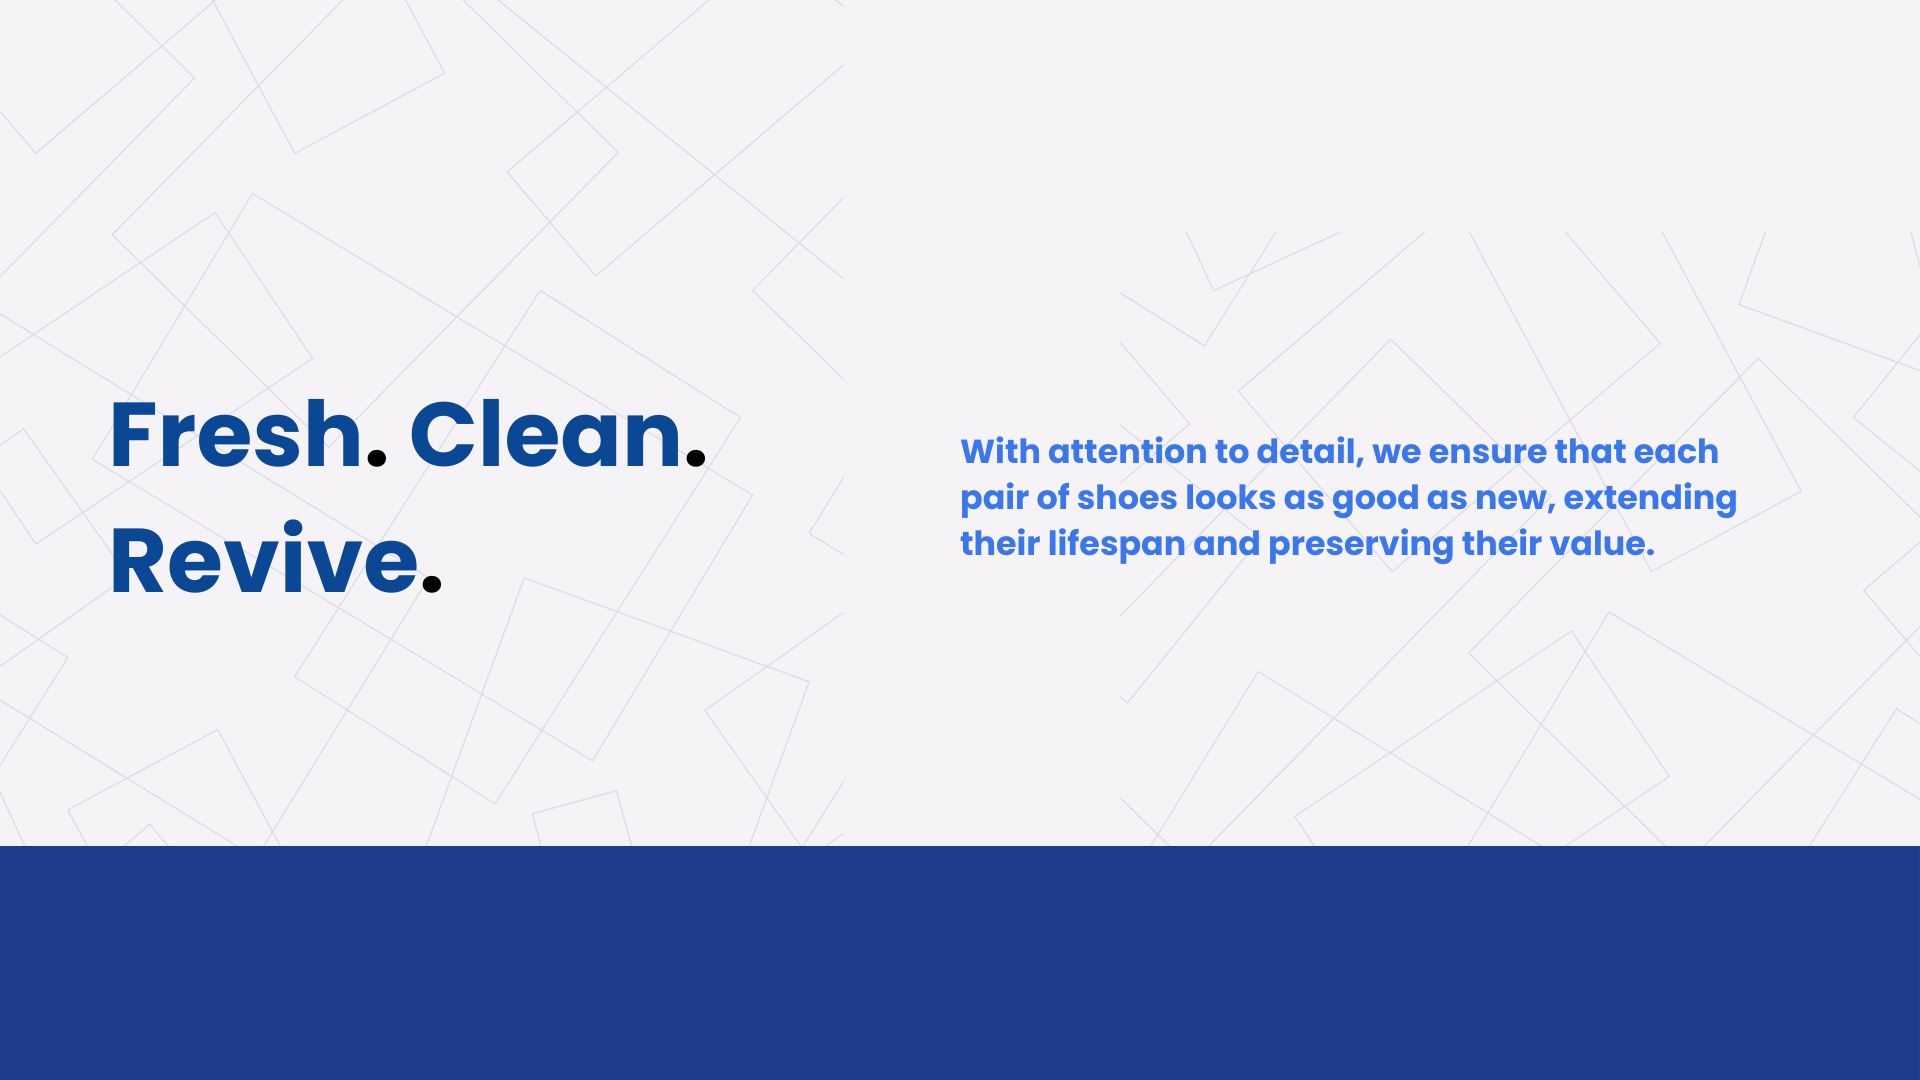 Fresh. Clean.
Revive.
With attention to detail, we ensure that each
pair of shoes looks as good as new, extending
their lifespan and preserving their value.